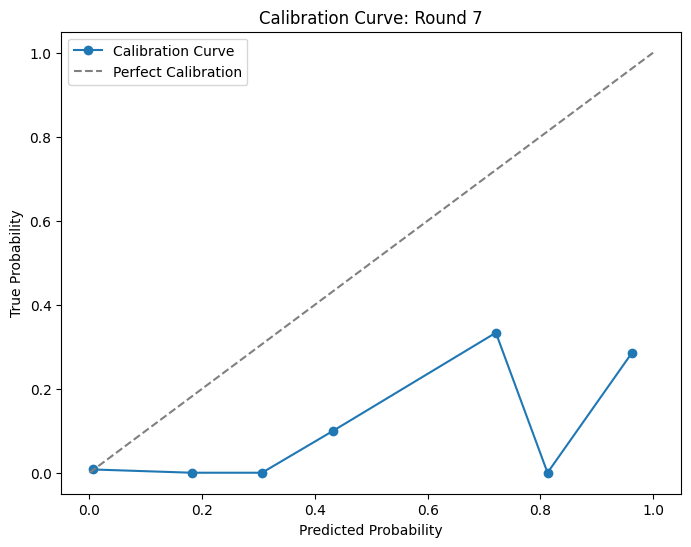 Calibration Curve: Round 7
Calibration Curve
Perfect Calibration
True Probability
1.0
0.8
0.6
0.4
0.2
0.0
0.0 0.2 0.4 0.6 0.8 1.0
Predicted Probability